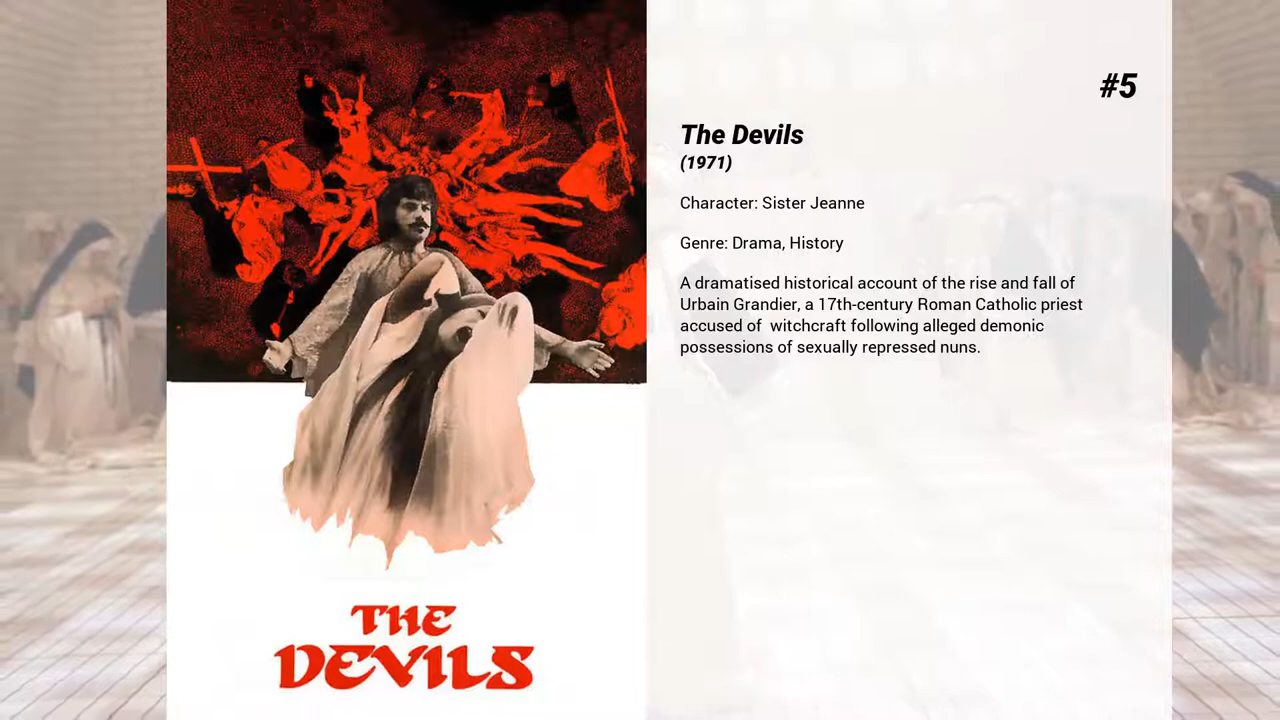 THE
DEVILS
#5
The Devils
(1971)
Character: Sister Jeanne
Genre: Drama, History
A dramatised historical account of the rise and fall of
Urbain Grandier, a 17th-century Roman Catholic priest
accused of  witchcraft following alleged demonic
possessions of sexually repressed nuns.